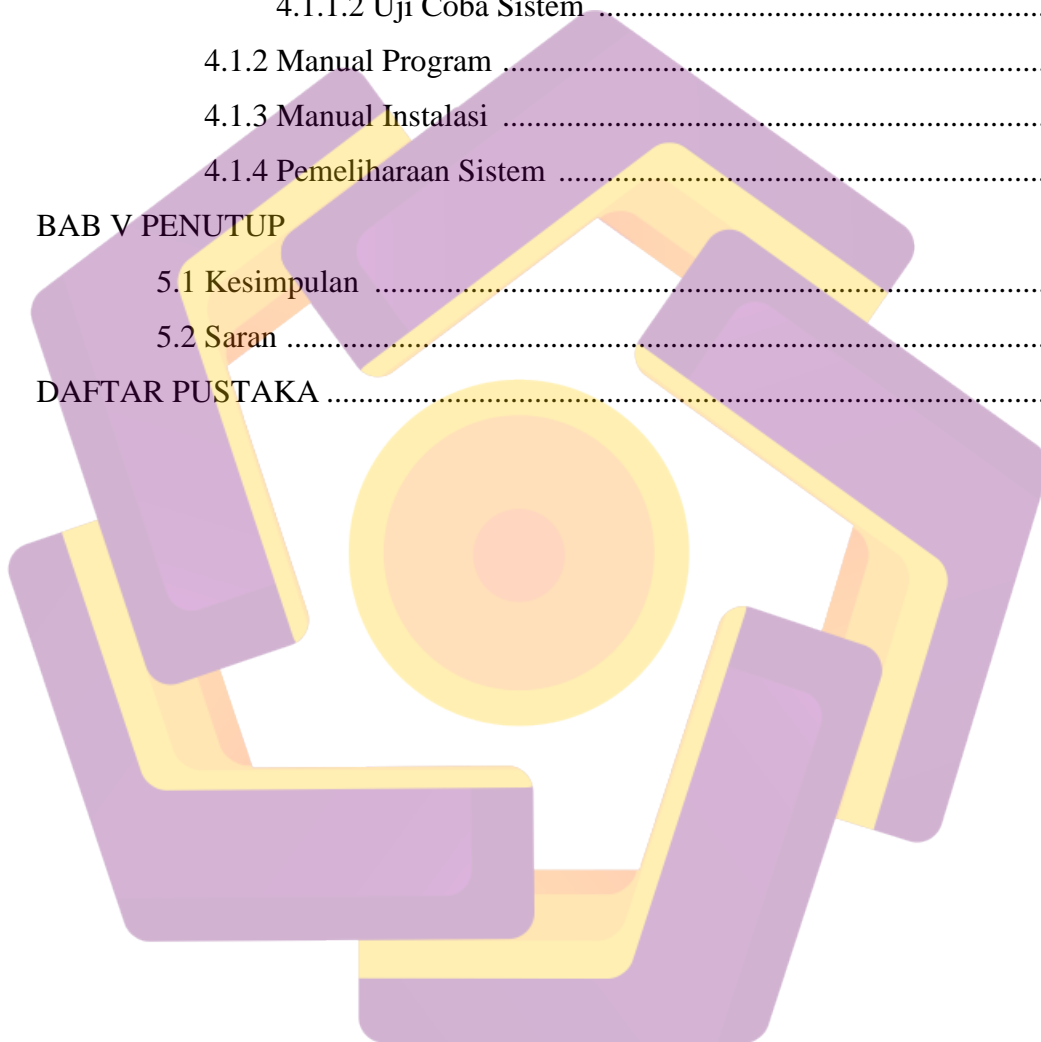 4.1.1.2 Uji Coba Sistem ..........................................................
4.1.2 Manual Program ......................................................................
4.1.3 Manual Instalasi ......................................................................
4.1.4 Pemeliharaan Sistem ..............................................................
BAB V PENUTUP
5.1 Kesimpulan ....................................................................................
5.2 Saran ................................................................................................
DAFTAR PUSTAKA ...........................................................................................